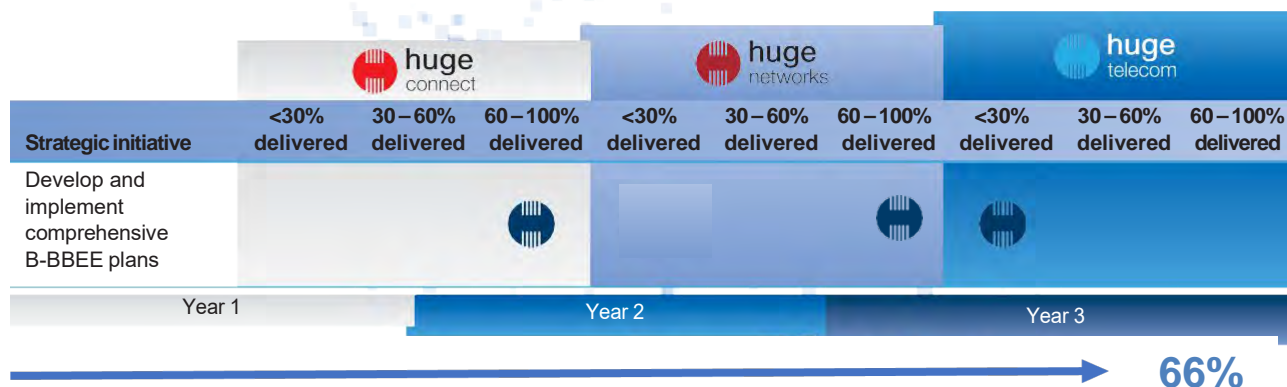 huge
connect
huge
networks
huge
telecom
Strategic initiative
<30%
delivered
30–60%
delivered
60–100%
delivered
<30%
delivered
30–60%
delivered
60–100%
delivered
<30%
delivered
30–60%
delivered
60–100%
delivered
Develop and
implement
comprehensive
B-BBEE plans
Year 1
Year 2
Year 3
66%